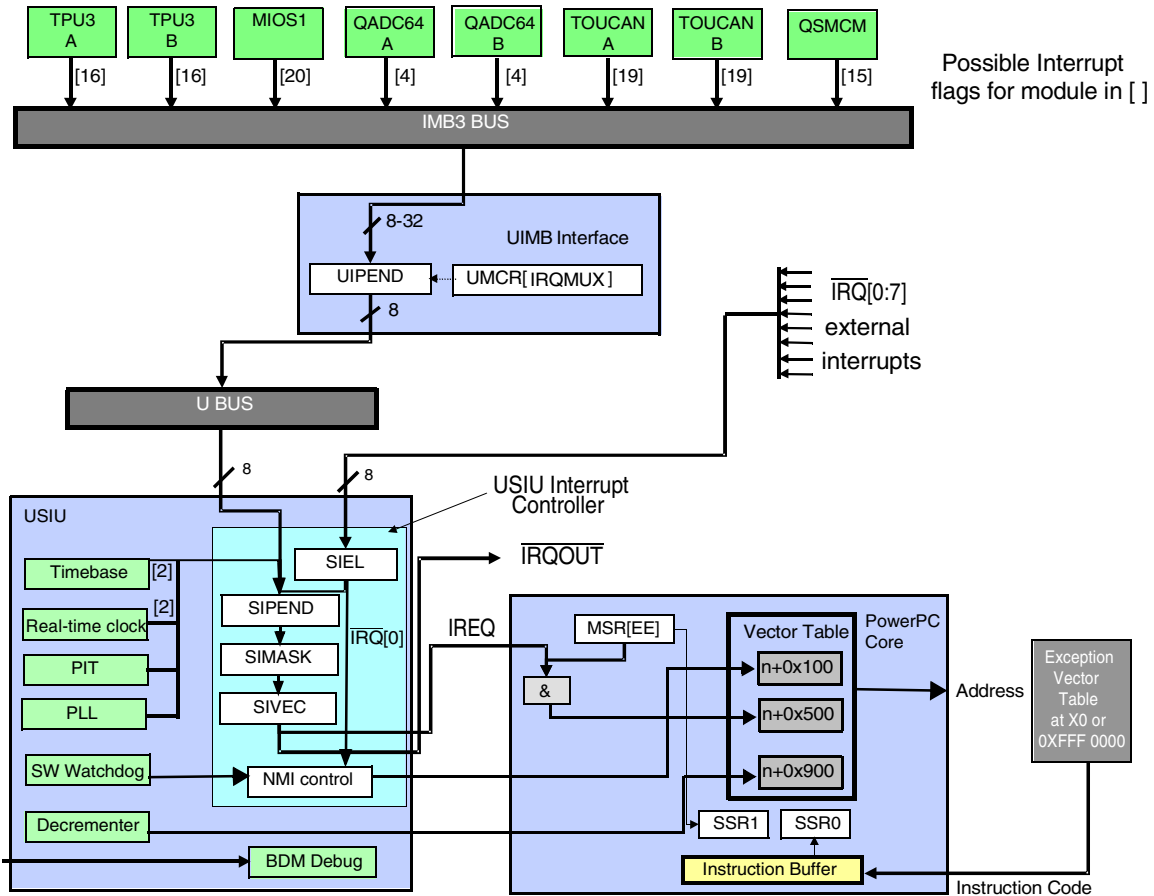 TPU3
A
TPU3
B
MIOS1
QADC64
A
QADC64
B
TOUCAN
A
TOUCAN
B
QSMCM
[16]
[16]
[20]
[4]
[4]
[19]
[19]
[15]
Possible Interrupt
flags for module in [ ]
IMB3 BUS
8-32
UIMB Interface
UIPEND
UMCR[IRQMUX]
8
IRQ[0:7]
external
interrupts
U BUS
8
8
USIU Interrupt
Controller
USIU
IRQOUT
SIEL
Timebase
[2]
[2]
Real-time clock
PIT
PLL
SW Watchdog
Decrementer
SIPEND
IRQ[0]
SIMASK
SIVEC
NMI control
BDM Debug
IREQ
MSR[EE]
&
Vector Table
n+0x100
n+0x500
n+0x900
PowerPC
Core
SSR1
SSR0
Instruction Buffer
Address
Exception
Vector
Table
at X0 or
0XFFF 0000
Instruction Code